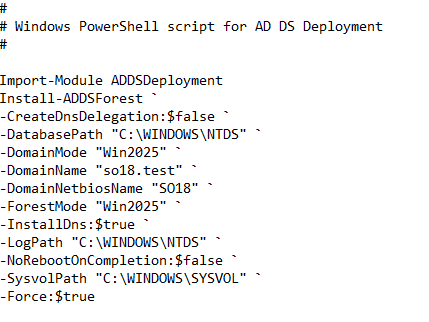 #
# Windows PowerShell script for AD DS Deployment
#

Import-Module ADDSDeployment
Install-ADDSForest `
-CreateDnsDelegation:$false `
-DatabasePath "C:\WINDOWS\NTDS" `
-DomainMode "Win2025" `
-DomainName "so18.test" `
-DomainNetbiosName "SO18" `
-ForestMode "Win2025" `
-InstallDns:$true `
-LogPath "C:\WINDOWS\NTDS" `
-NoRebootOnCompletion:$false `
-SysvolPath "C:\WINDOWS\SYSVOL" `
-Force:$true